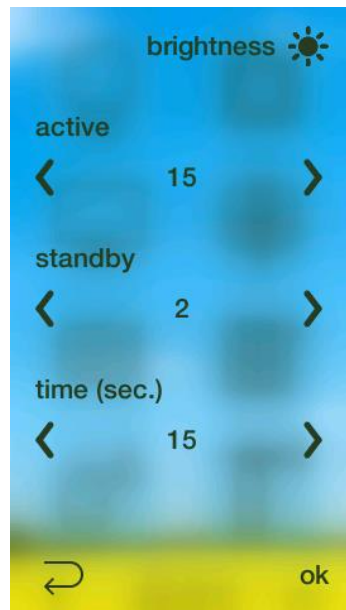 brightness
active
15
standby
2
time (sec.)
15
ok